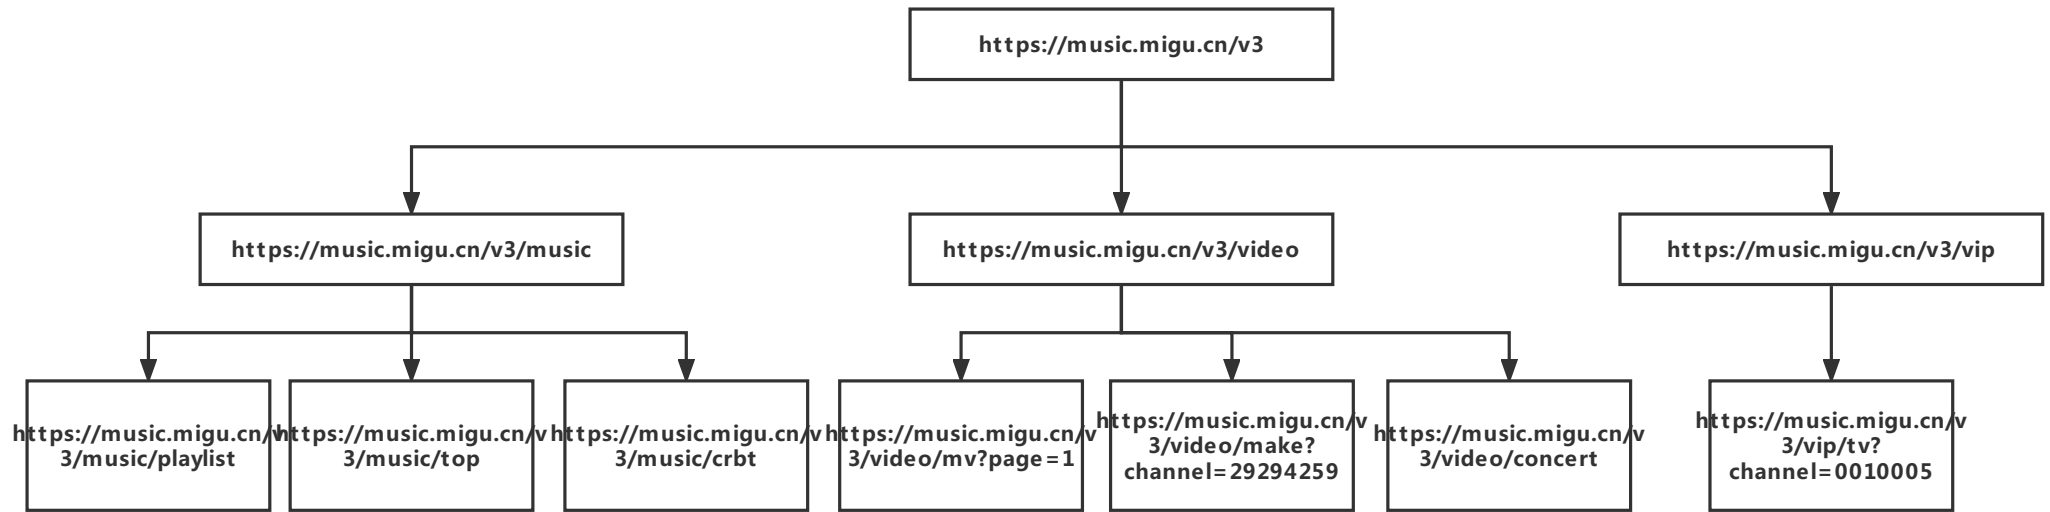 https://music.migu.cn/v3
https://music.migu.cn/v3/music
https://music.migu.cn/v3/video
https://music.migu.cn/v3/vip
https://music.migu.cn/v
3/music/playlist
https://music.migu.cn/v
3/music/top
https://music.migu.cn/v
3/music/crbt
https://music.migu.cn/v
3/video/mv?page=1
https://music.migu.cn/v
3/video/make?
channel=29294259
https://music.migu.cn/v
3/video/concert
https://music.migu.cn/v
3/vip/tv?
channel=0010005